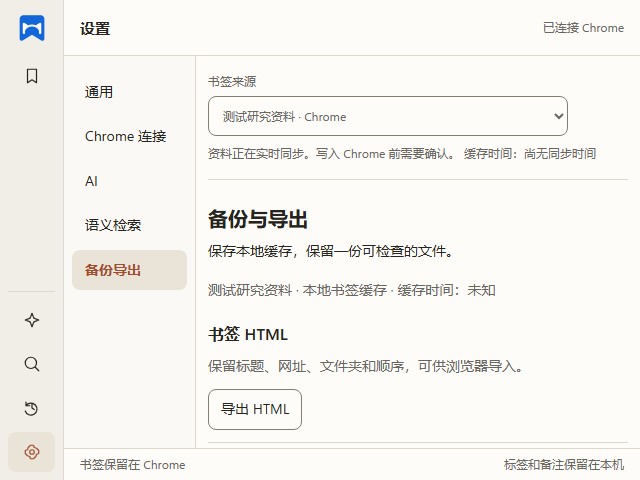 设置
已连接 Chrome
通用
Chrome 连接
AI
语义检索
备份导出
书签来源
测试研究资料 · Chrome
资料正在实时同步。写入 Chrome 前需要确认。 缓存时间：尚无同步时间
备份与导出
保存本地缓存，保留一份可检查的文件。
测试研究资料 · 本地书签缓存 · 缓存时间：未知
书签 HTML
保留标题、网址、文件夹和顺序，可供浏览器导入。
导出 HTML
书签保留在 Chrome
标签和备注保留在本机